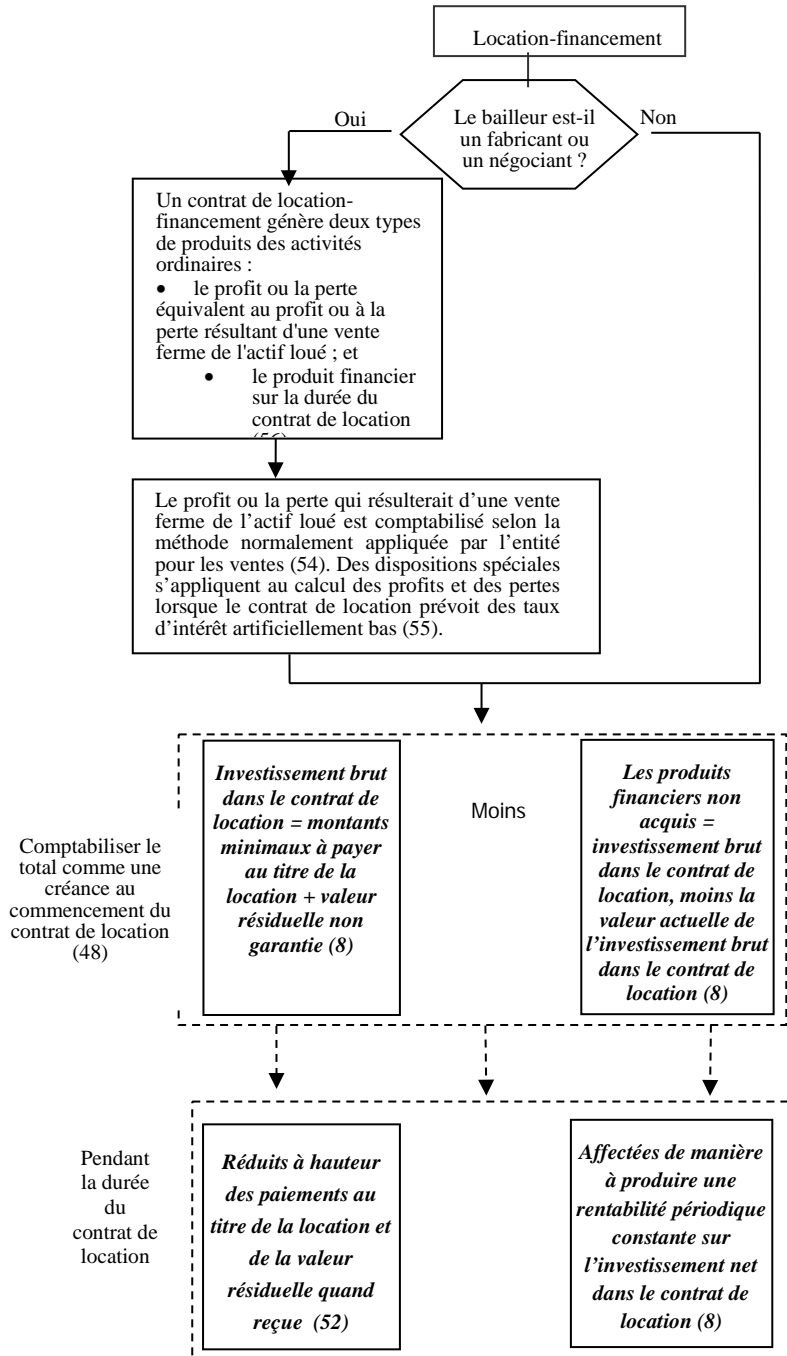 Location-financement
Oui
Le bailleur est-il
un fabricant ou
un négociant ?
Non
Un contrat de location-
financement génère deux types
de produits des activités
ordinaires :
• le profit ou la perte
équivalent au profit ou à la
perte résultant d'une vente
ferme de l'actif loué ; et
• le produit financier
sur la durée du
contrat de location
Le profit ou la perte qui résulterait d’une vente
ferme de l’actif loué est comptabilisé selon la
méthode normalement appliquée par l’entité
pour les ventes (54). Des dispositions spéciales
s’appliquent au calcul des profits et des pertes
lorsque le contrat de location prévoit des taux
d’intérêt artificiellement bas (55).
Comptabiliser le
total comme une
créance au
commencement du
contrat de location
(48)
Investissement brut
dans le contrat de
location = montants
minimaux à payer
au titre de la
location + valeur
résiduelle non
garantie (8)
Moins
Les produits
financiers non
acquis =
investissement brut
dans le contrat de
location, moins la
valeur actuelle de
l’investissement brut
dans le contrat de
location (8)
Pendant
la durée
du
contrat de
location
Réduits à hauteur
des paiements au
titre de la location et
de la valeur
résiduelle quand
reçue (52)
Affectées de manière
à produire une
rentabilité périodique
constante sur
l’investissement net
dans le contrat de
location (8)